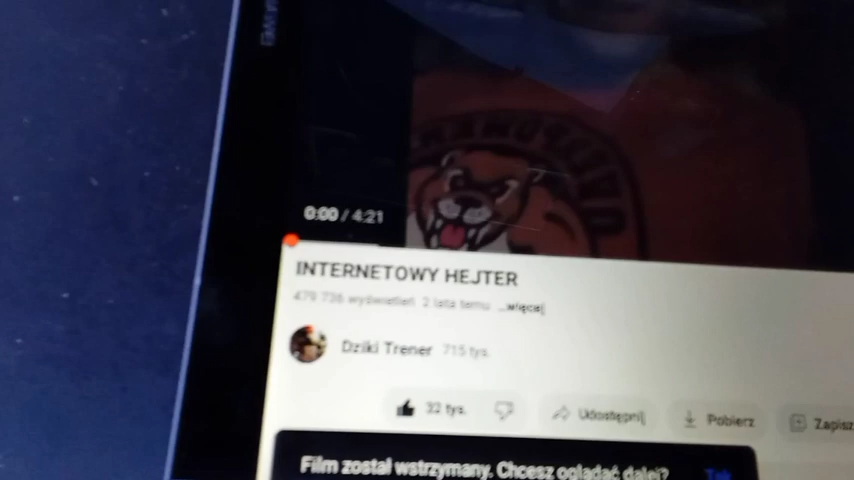 0:00 / 4:21
INTERNETOWY HEJTER
479 736 wyświetleń 2 lata temu ...więcej
Dziki Trener 715 tys.
32 tys. Udostępnij Pobierz Zapisz
Film został wstrzymany. Chcesz oglądać dalej? Tak